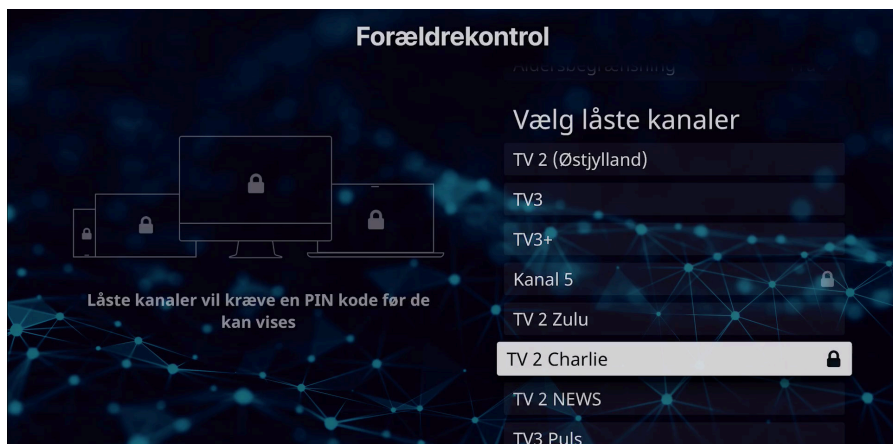 Forældrekontrol
Aldersbegrænsning
Vælg låste kanaler
TV 2 (Østjylland)
TV3
TV3+
Kanal 5
Låste kanaler vil kræve en PIN kode før de
kan vises
TV 2 Zulu
TV 2 Charlie
TV 2 NEWS
TV3 Puls